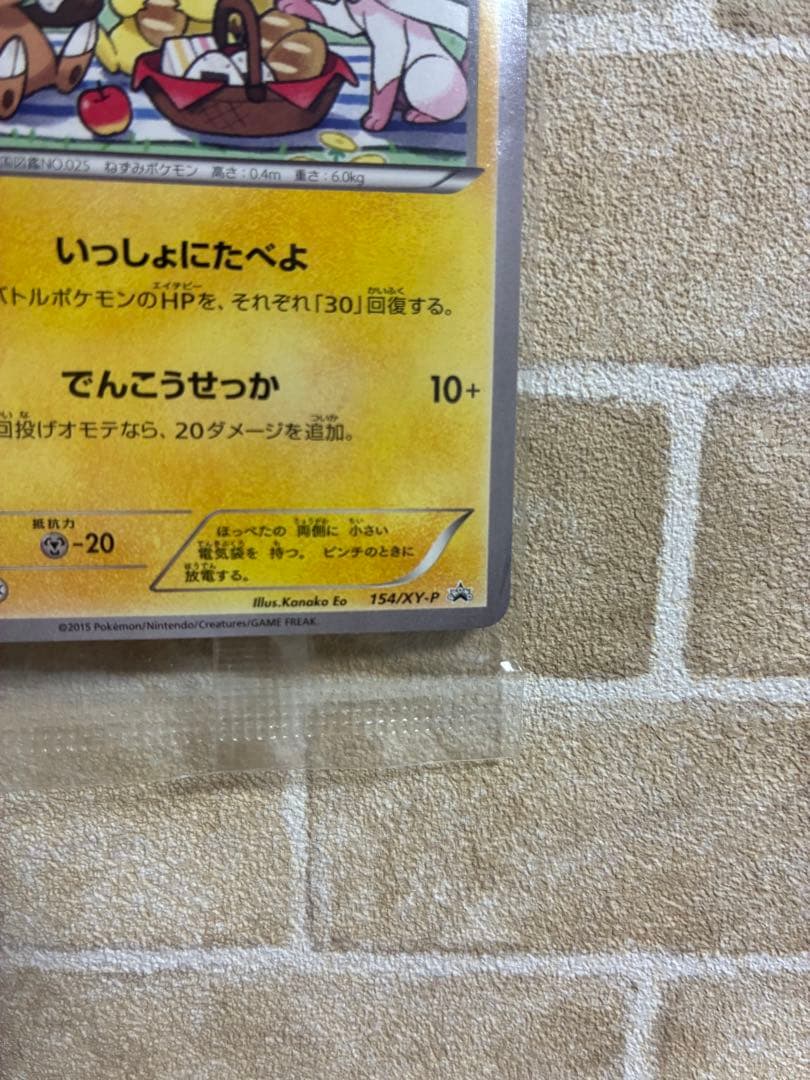 図鑑NO.025 ねずみポケモン 高さ:0.4m 重さ:6.0kg
いっしょにたべよ
バトルポケモンのHPを、それぞれ「30」回復する。
でんこうせっか 10+
回投げオモテなら、20ダメージを追加。
抵抗力
-20
ほっぺたの 両側に 小さい
電気袋を 持つ。 ピンチのときに
放電する。
Illus.Kanako Eo 154/XY-P
©2015 Pokémon/Nintendo/Creatures/GAME FREAK.